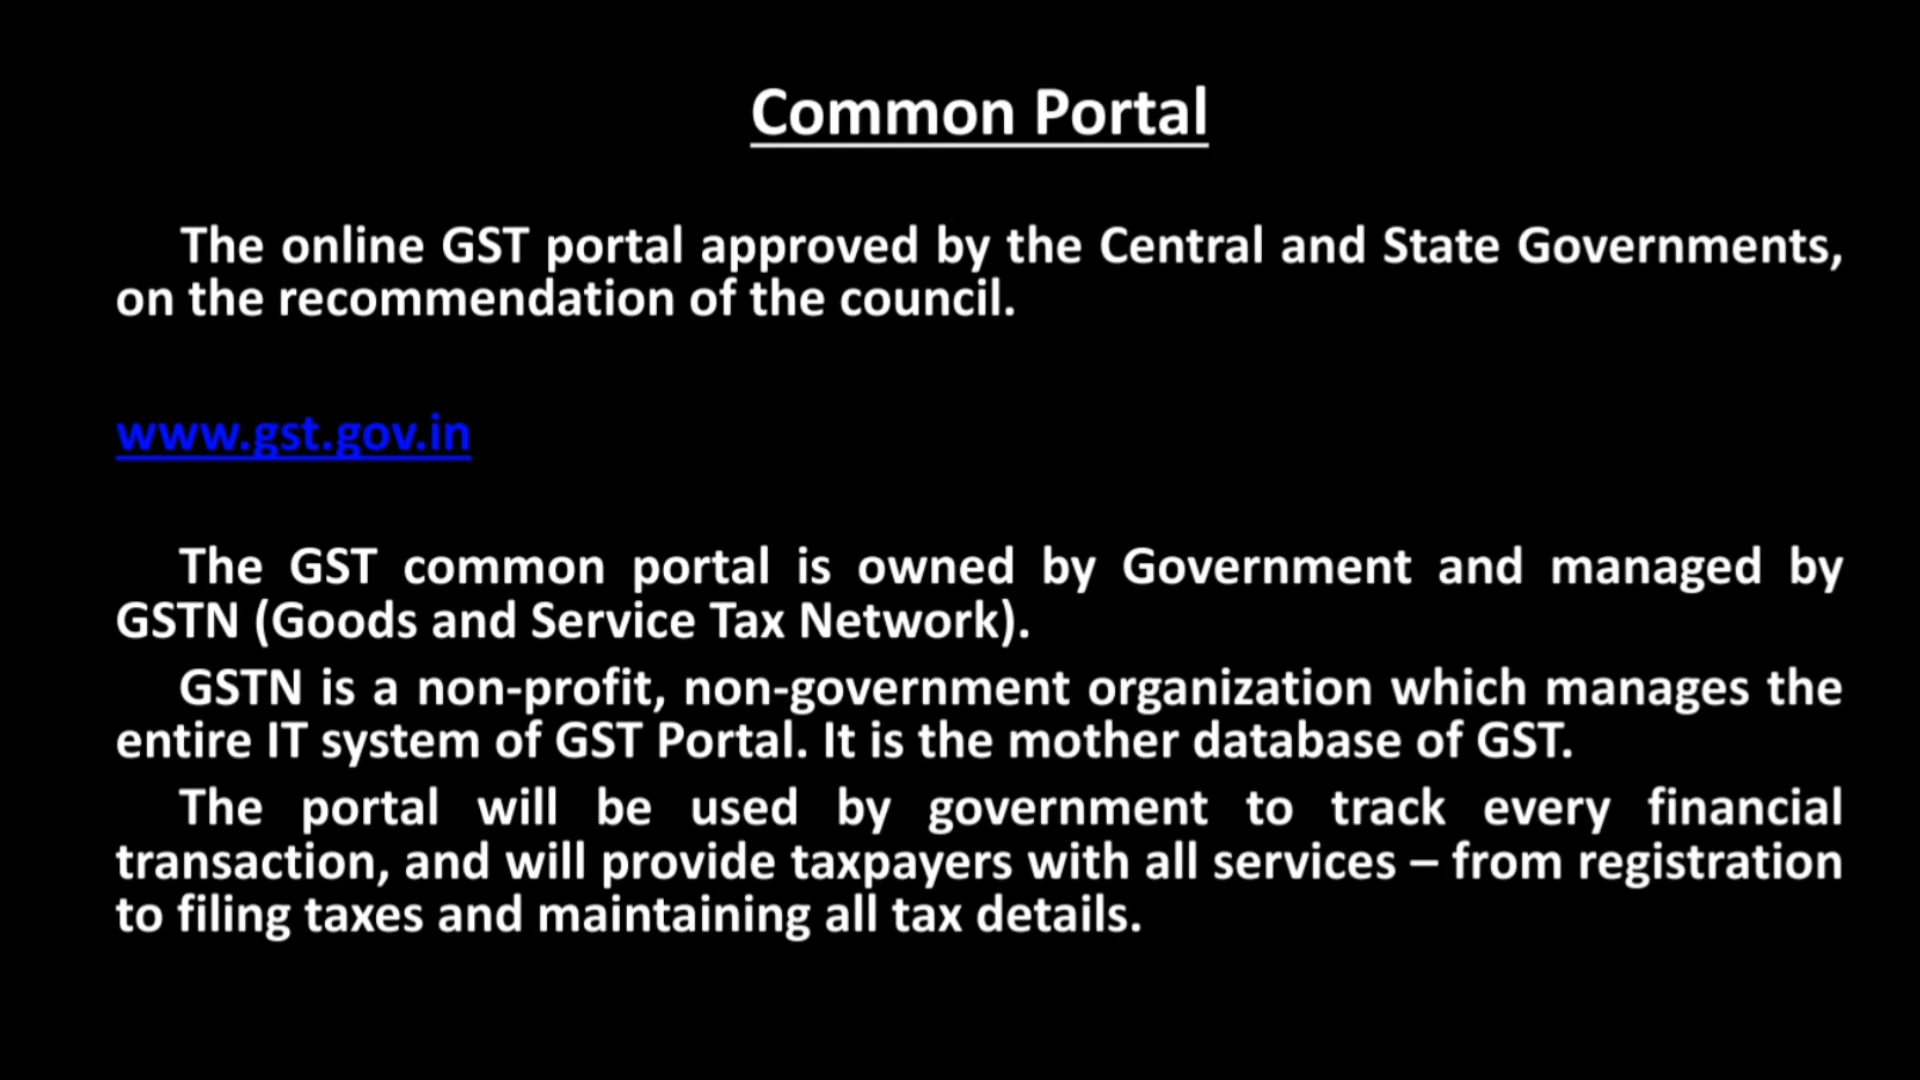 Common Portal
The online GST portal approved by the Central and State Governments,
on the recommendation of the council.
www.gst.gov.in
The GST common portal is owned by Government and managed by
GSTN (Goods and Service Tax Network).
GSTN is a non-profit, non-government organization which manages the
entire IT system of GST Portal. It is the mother database of GST.
The portal will be used by government to track every financial
transaction, and will provide taxpayers with all services – from registration
to filing taxes and maintaining all tax details.